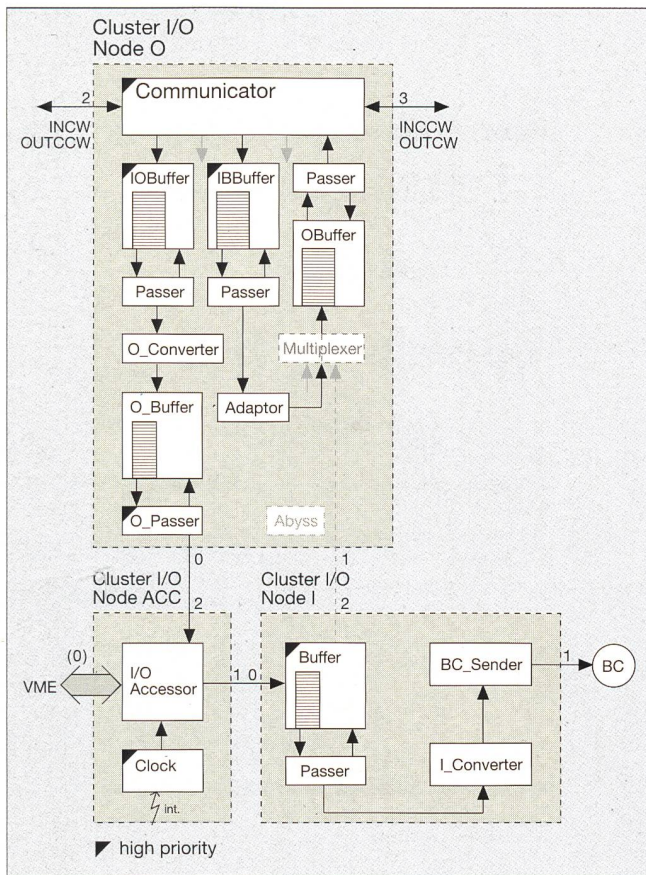 Cluster I/O
Node O
Communicator
2
3
INCW
OUTCCW
INCCW
OUTCW
IOBuffer
IBBuffer
Passer
OBuffer
Passer
Passer
O_Converter
Multiplexer
O_Buffer
Adaptor
O_Passer
Abyss
0
1
Cluster I/O
Node ACC
2
Cluster I/O
Node I
2
(0)
VME
I/O
Accessor
1 0
Buffer
BC_Sender
1
BC
Clock
Passer
I_Converter
int.
high priority